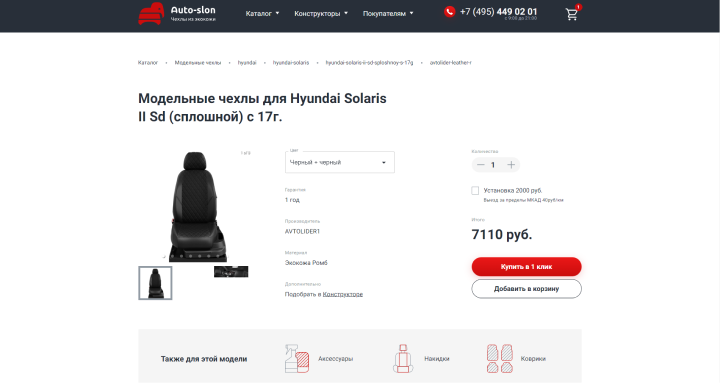 Auto-slon
Чехлы из экокожи
Каталог
Конструкторы
Покупателям
+7 (495) 449 02 01
с 9:00 до 21:00
1
Каталог
Модельные чехлы
hyundai
hyundai-solaris
hyundai-solaris-ii-sd-sploshnoy-s-17g
avtolider-leather-r
Модельные чехлы для Hyundai Solaris
II Sd (сплошной) с 17г.
Цвет
Черный + черный
Гарантия
1 год
Производитель
AVTOLIDER1
Материал
Экокожа Ромб
Дополнительно
Подобрать в Конструкторе
Количество
1
Установка 2000 руб.
Выезд за пределы МКАД 40руб/км
Итого
7110 руб.
Купить в 1 клик
Добавить в корзину
Также для этой модели
Аксессуары
Накидки
Коврики